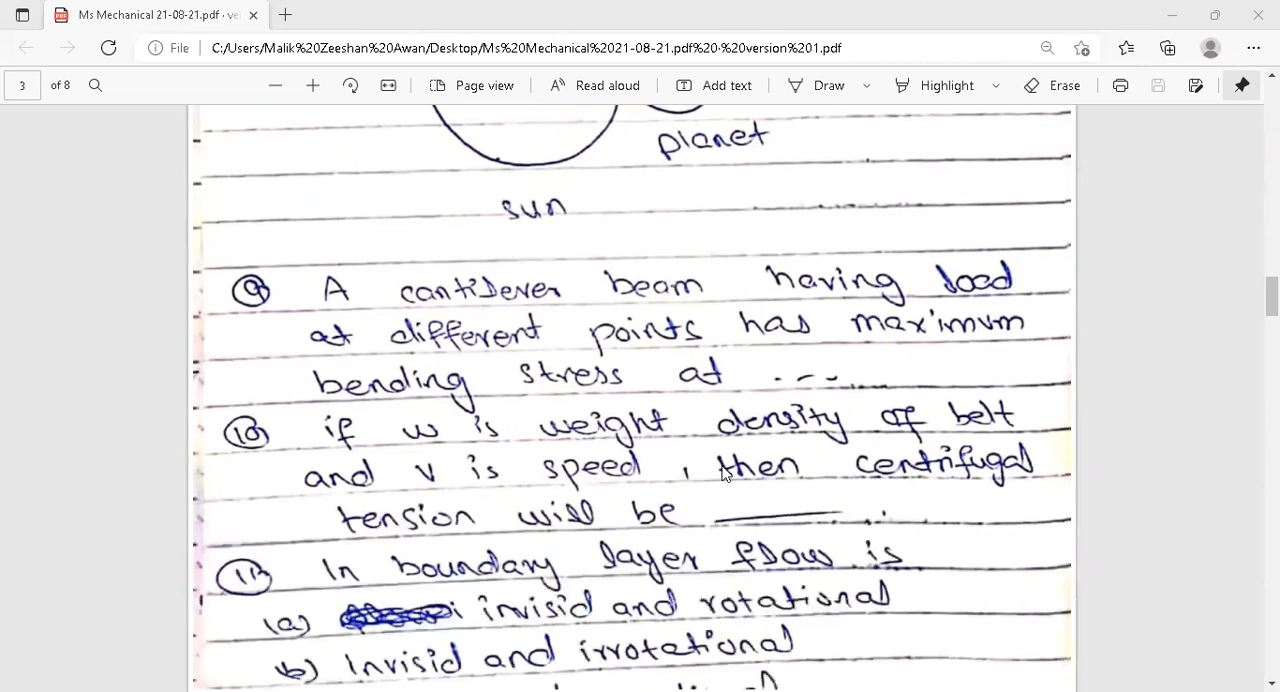 Ms Mechanical 21-08-21.pdf - ve
File
C:/Users/Malik%20Zeeshan%20Awan/Desktop/Ms%20Mechanical%2021-08-21.pdf%20%20version%201.pdf
3 of 8
Page view
Read aloud
Add text
Draw
Highlight
Erase
planet
sun
9 A cantilever beam having load
at different points has maximum
bending stress at ....
10 if w is weight density of belt
and v is speed, then centrifugal
tension will be ______ .
11 In boundary layer flow is
(a) invisid and rotational
b) Invisid and irrotational